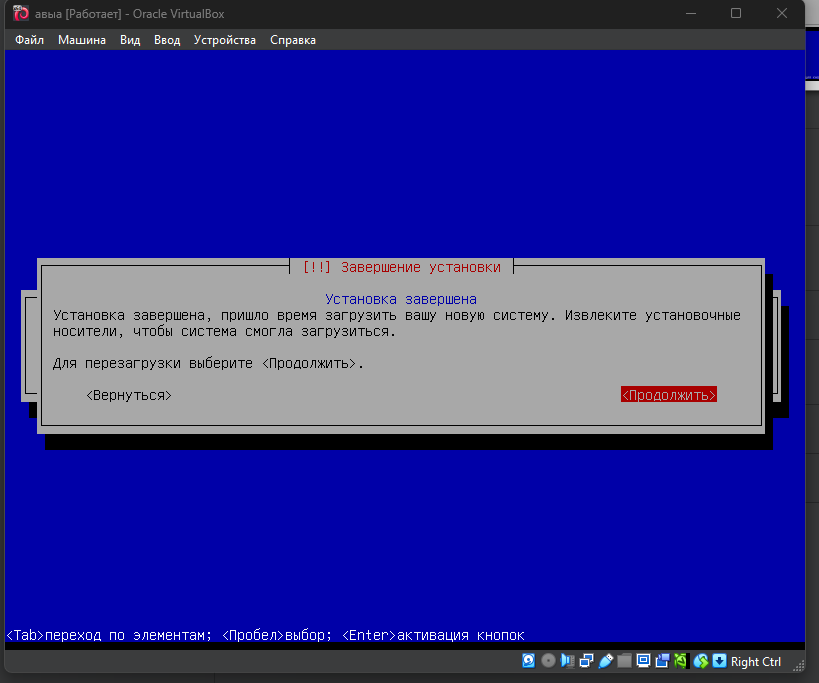 авыа [Работает] - Oracle VirtualBox
Файл Машина Вид Ввод Устройства Справка
[!!] Завершение установки
Установка завершена
Установка завершена, пришло время загрузить вашу новую систему. Извлеките установочные
носители, чтобы система смогла загрузиться.
Для перезагрузки выберите <Продолжить>.
<Вернуться> <Продолжить>
<Tab>переход по элементам; <Пробел>выбор; <Enter>активация кнопок
Right Ctrl